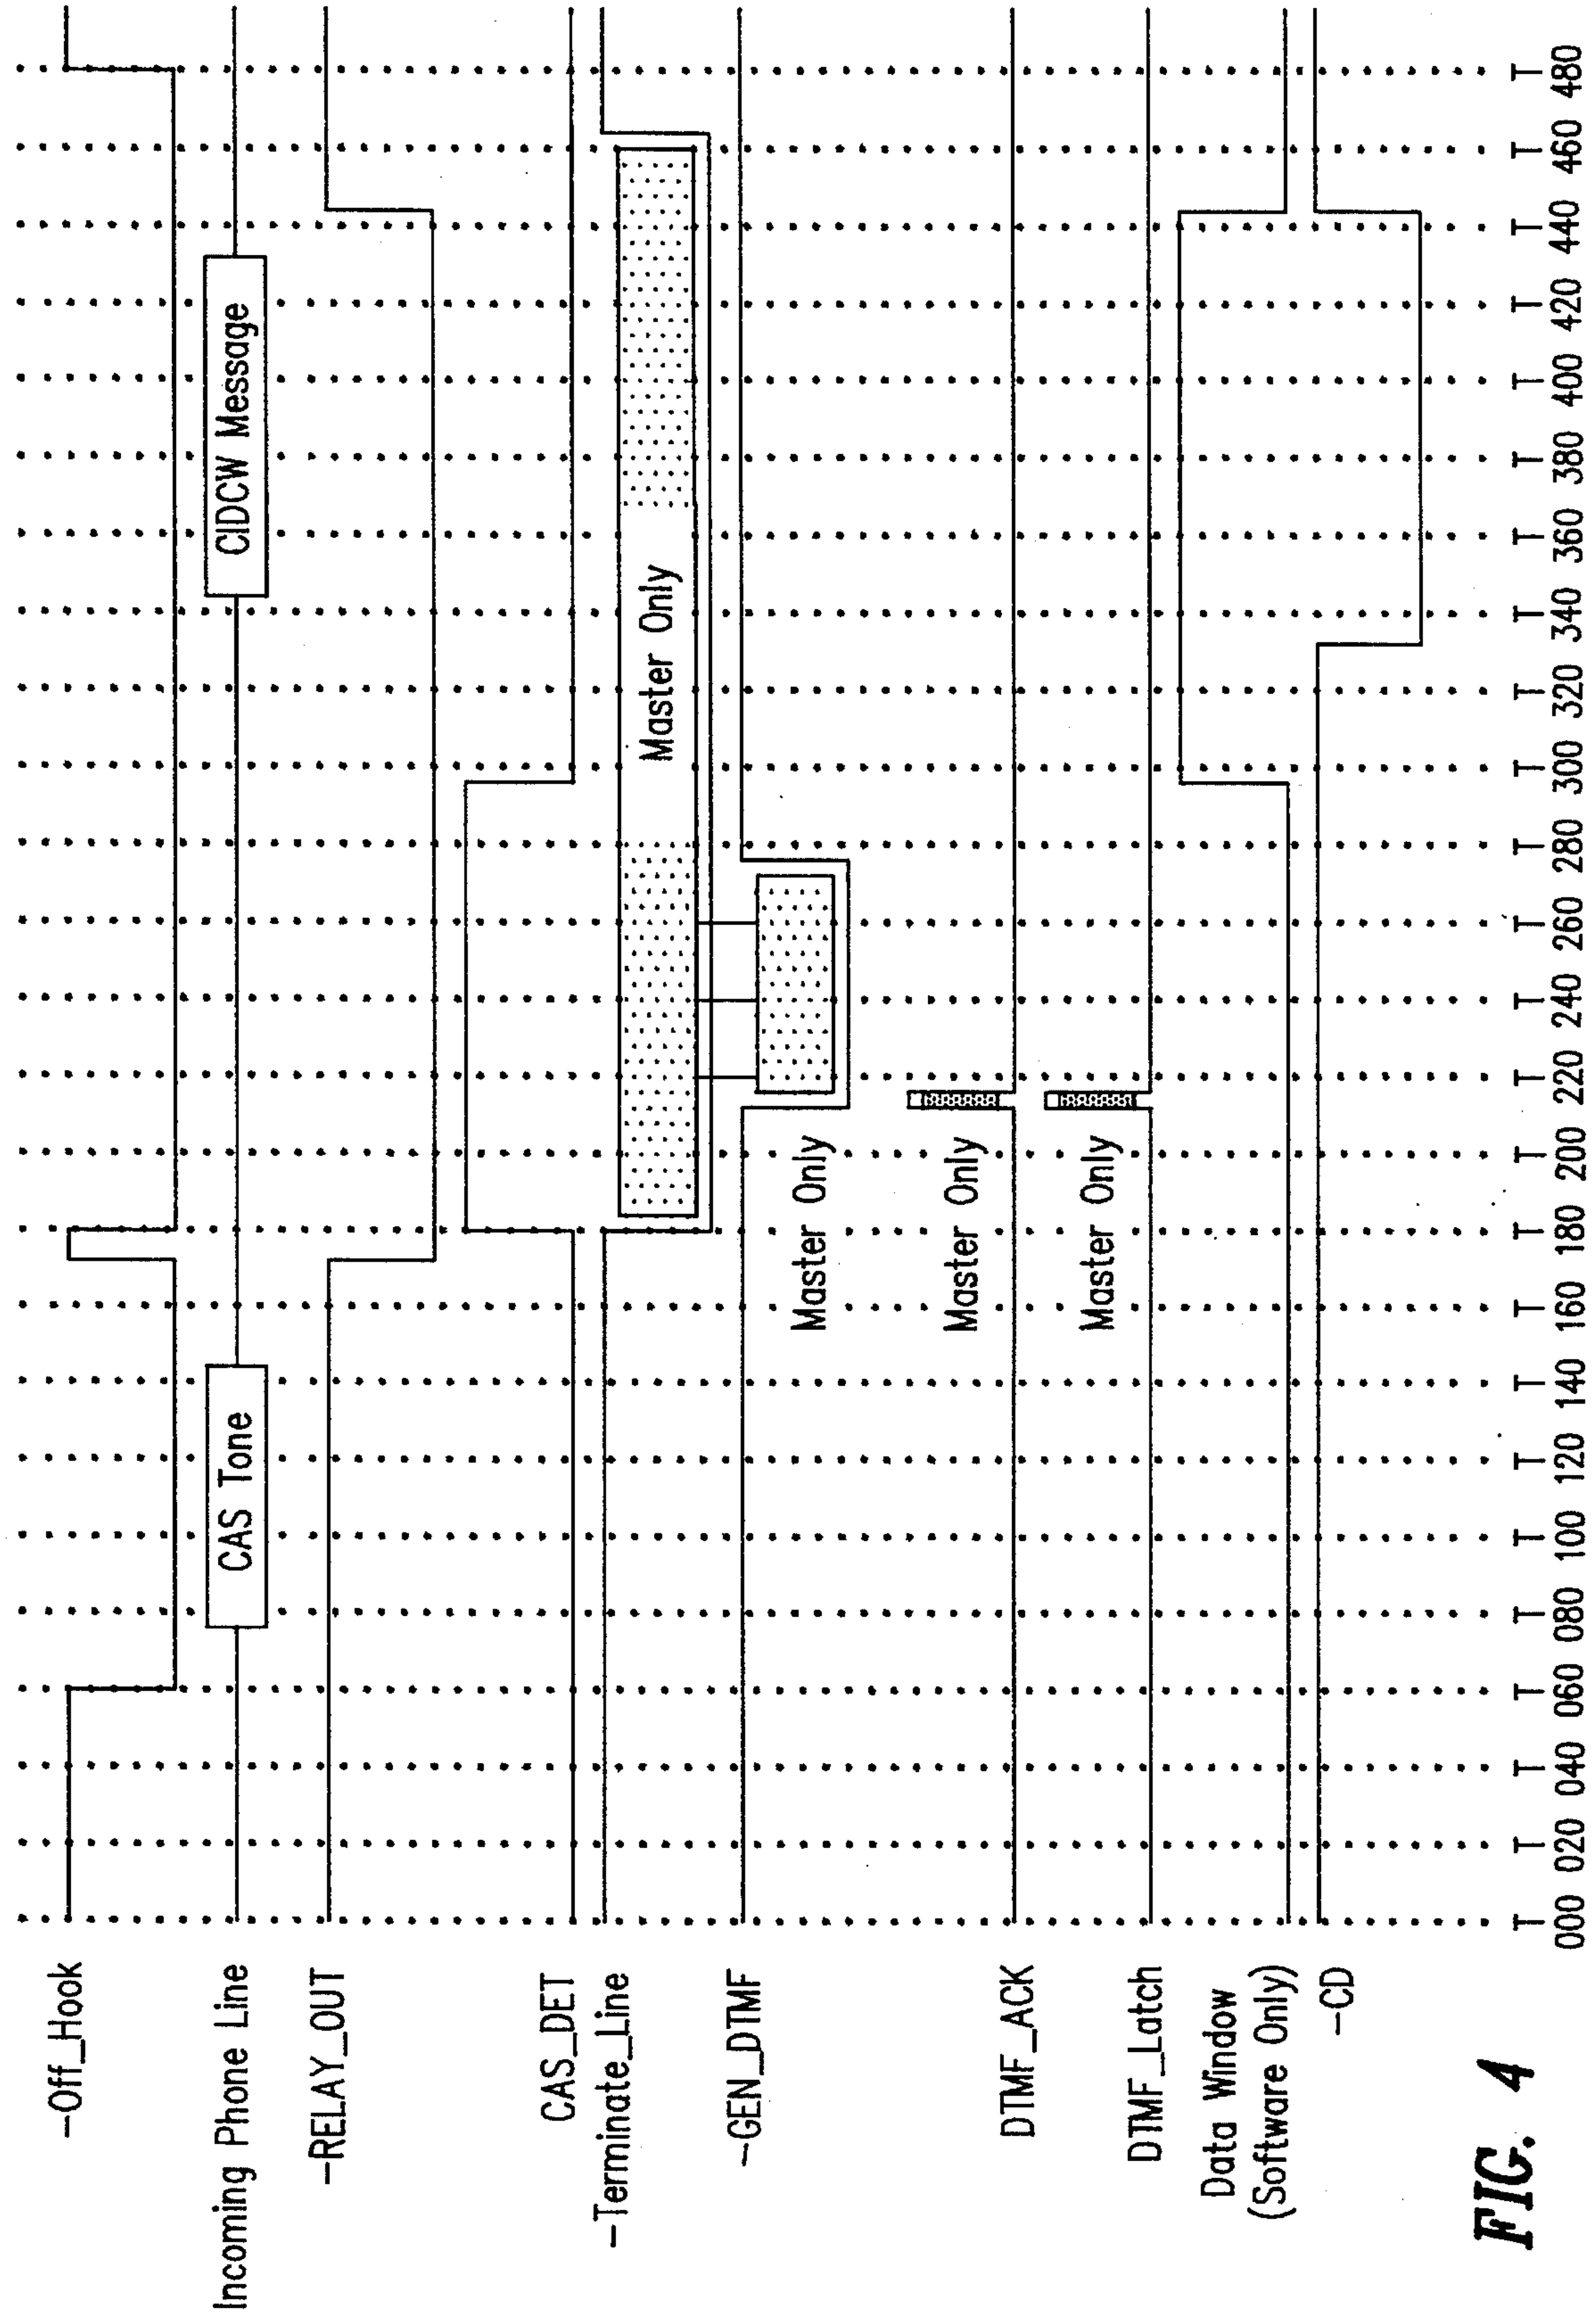 –Off_Hook
Incoming Phone Line
CAS Tone
CIDCW Message
–RELAY_OUT
CAS_DET
–Terminate_Line
Master Only
–GEN_DTMF
Master Only
DTMF_ACK
Master Only
DTMF_Latch
Master Only
Data Window
(Software Only)
–CD
000 020 040 060 080 100 120 140 160 180 200 220 240 260 280 300 320 340 360 380 400 420 440 460 480
FIG. 4